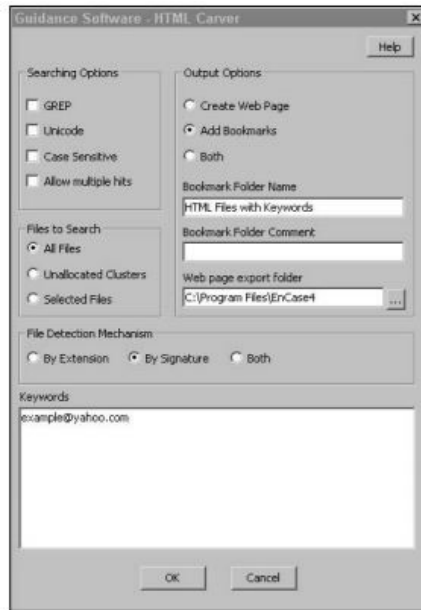 Guidance Software - HTML Carver
Help
Searching Options
GREP
Unicode
Case Sensitive
Allow multiple hits
Output Options
Create Web Page
Add Bookmarks
Both
Bookmark Folder Name
HTML Files with Keywords
Bookmark Folder Comment
Web page export folder
C:\Program Files\EnCase4
...
Files to Search
All Files
Unallocated Clusters
Selected Files
File Detection Mechanism
By Extension By Signature Both
Keywords
example@yahoo.com
OK Cancel